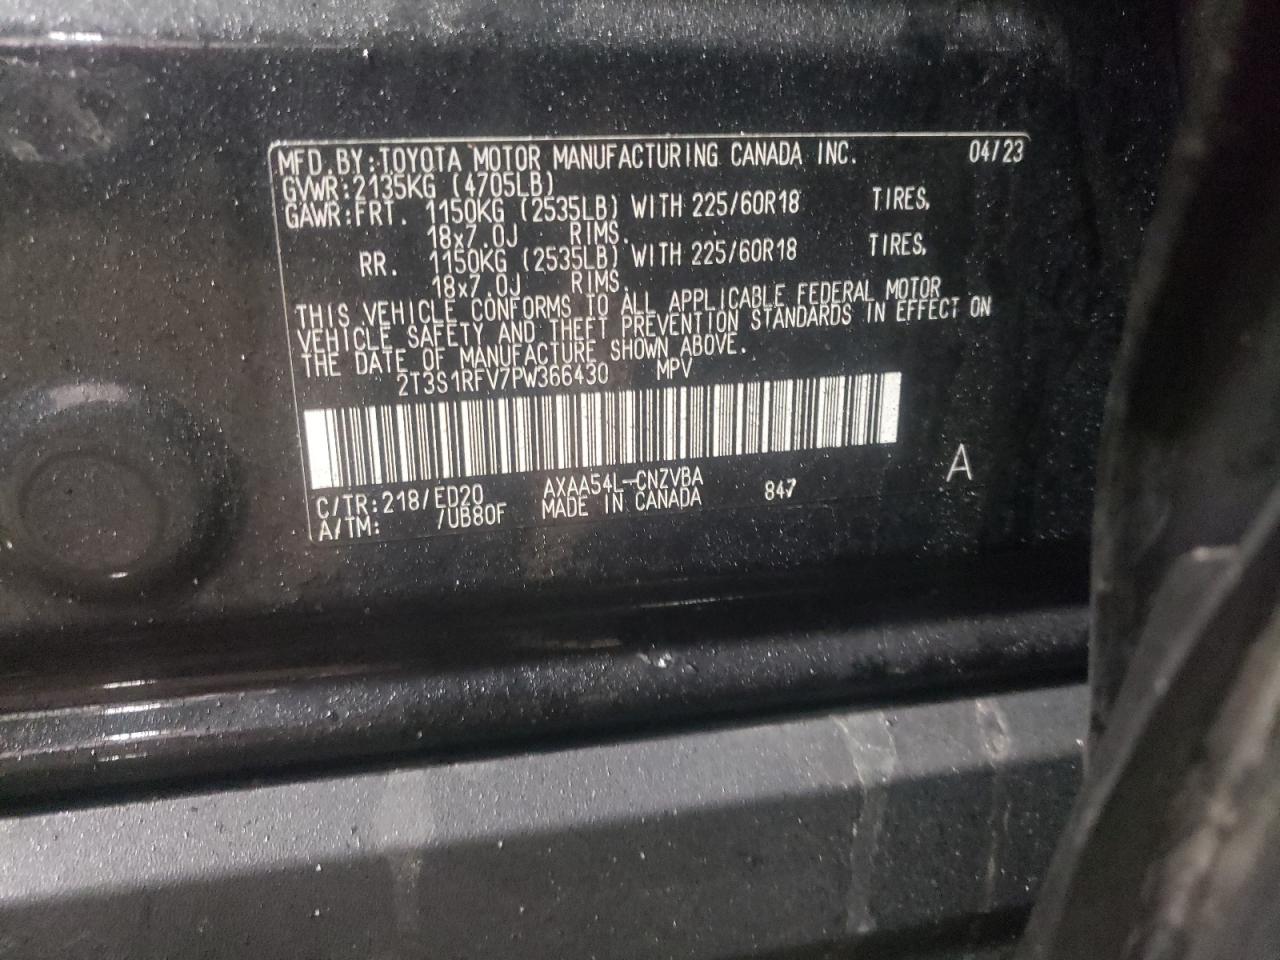 MFD.BY:TOYOTA MOTOR MANUFACTURING CANADA INC. 04/23
GVWR:2135KG (4705LB)
GAWR:FRT. 1150KG (2535LB) WITH 225/60R18 TIRES,
18x7.0J RIMS.
RR. 1150KG (2535LB) WITH 225/60R18 TIRES,
18x7.0J RIMS.
THIS VEHICLE CONFORMS TO ALL APPLICABLE FEDERAL MOTOR
VEHICLE SAFETY AND THEFT PREVENTION STANDARDS IN EFFECT ON
THE DATE OF MANUFACTURE SHOWN ABOVE.
2T3S1RFV7PW366430 MPV
A
C/TR:218/ED20 AXAA54L-CNZVBA 847
A/TM: /UB80F MADE IN CANADA